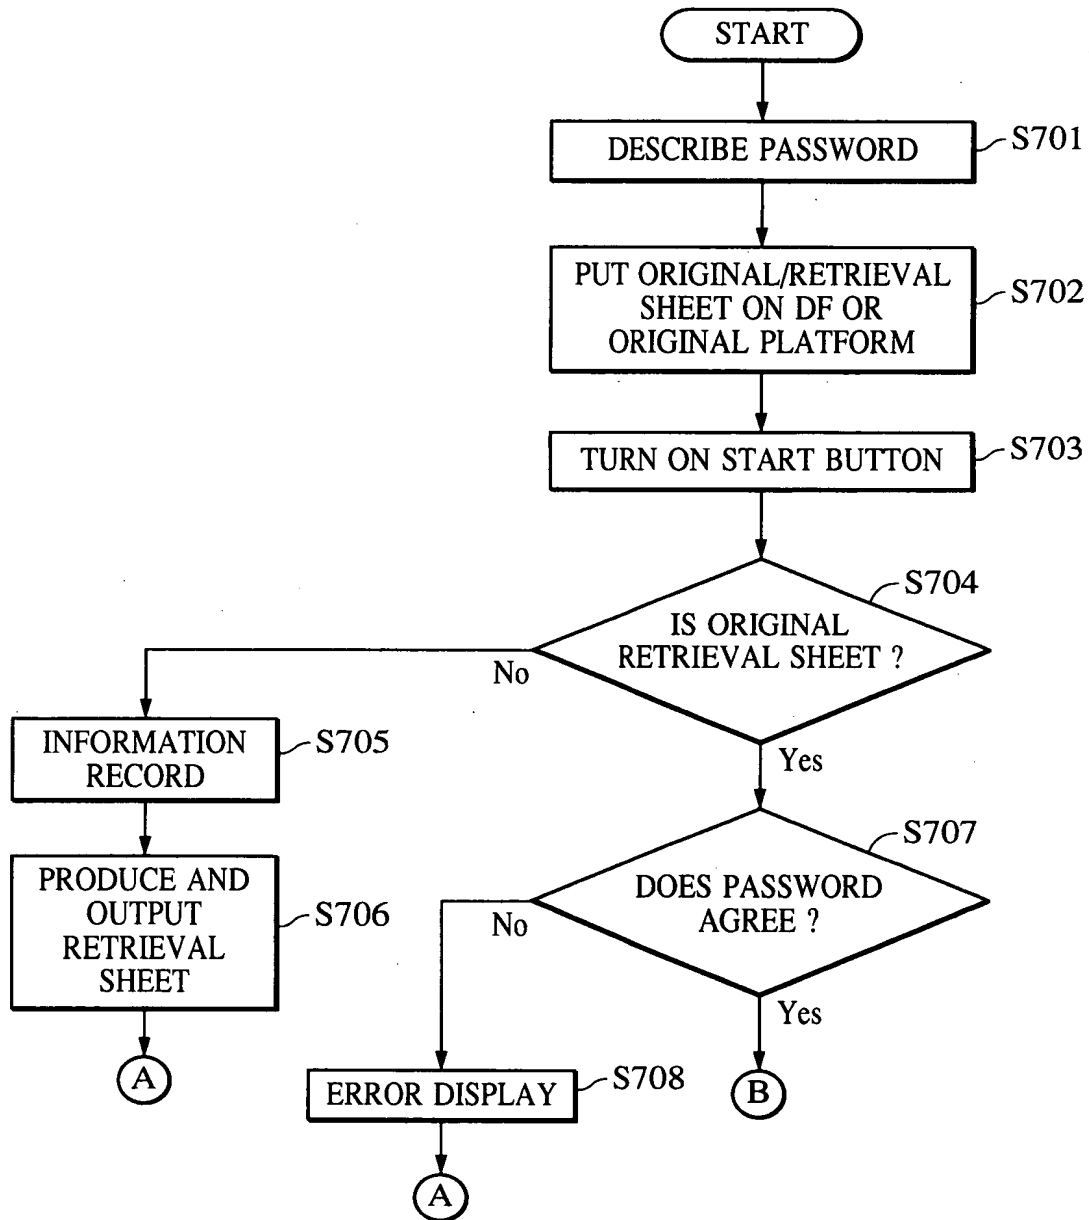 START
DESCRIBE PASSWORD
S701
PUT ORIGINAL/RETRIEVAL
SHEET ON DF OR
ORIGINAL PLATFORM
S702
TURN ON START BUTTON
S703
IS ORIGINAL
RETRIEVAL SHEET ?
S704
No
Yes
INFORMATION
RECORD
S705
PRODUCE AND
OUTPUT
RETRIEVAL
SHEET
S706
A
DOES PASSWORD
AGREE ?
S707
No
Yes
ERROR DISPLAY
S708
B
A